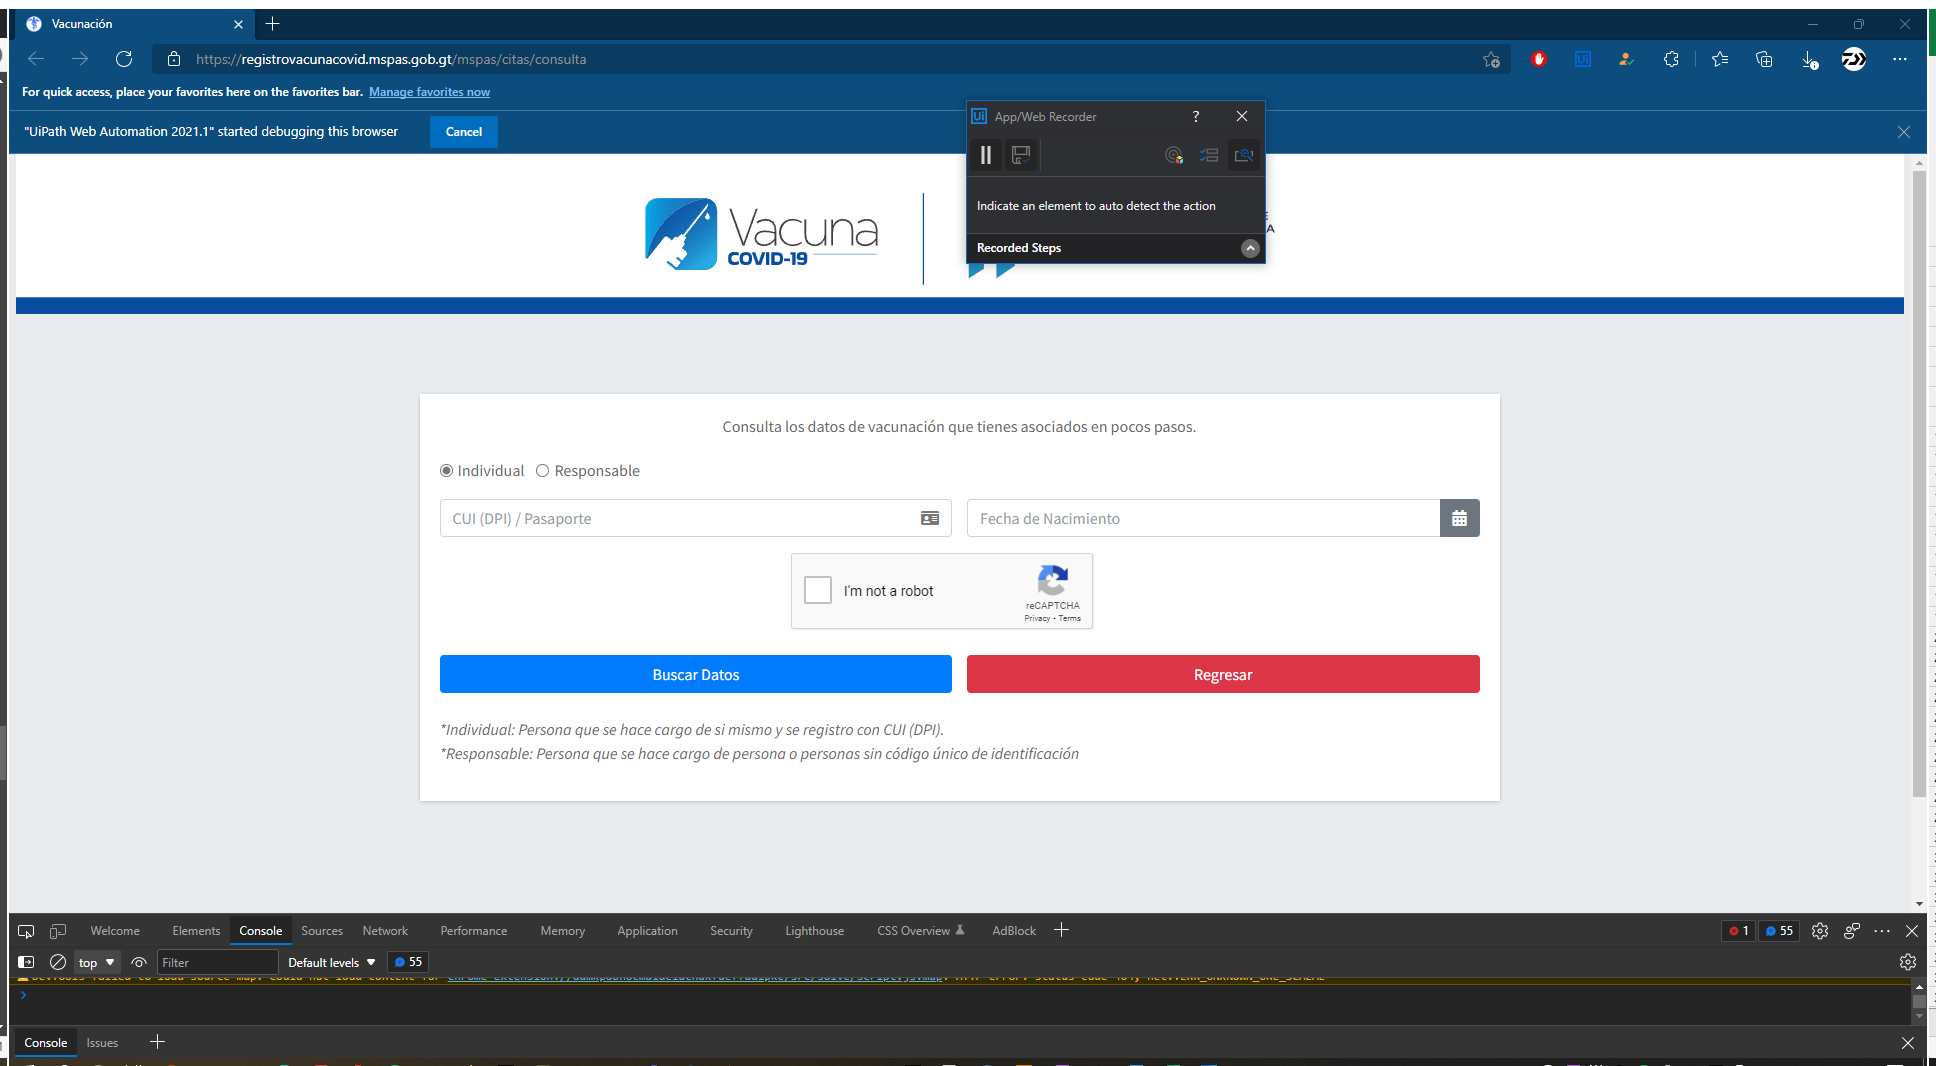 Vacunación
https://registrovacunacovid.mspas.gob.gt/mspas/citas/consulta
For quick access, place your favorites here on the favorites bar. Manage favorites now
"UiPath Web Automation 2021.1" started debugging this browser
Cancel
Ui App/Web Recorder ?
Indicate an element to auto detect the action
Recorded Steps
Vacuna
COVID-19
E
A
Consulta los datos de vacunación que tienes asociados en pocos pasos.
Individual Responsable
CUI (DPI) / Pasaporte
Fecha de Nacimiento
I'm not a robot
reCAPTCHA
Privacy - Terms
Buscar Datos
Regresar
*Individual: Persona que se hace cargo de si mismo y se registro con CUI (DPI).
*Responsable: Persona que se hace cargo de persona o personas sin código único de identificación
Welcome Elements Console Sources Network Performance Memory Application Security Lighthouse CSS Overview AdBlock 1 55
top Filter Default levels 55
Console Issues